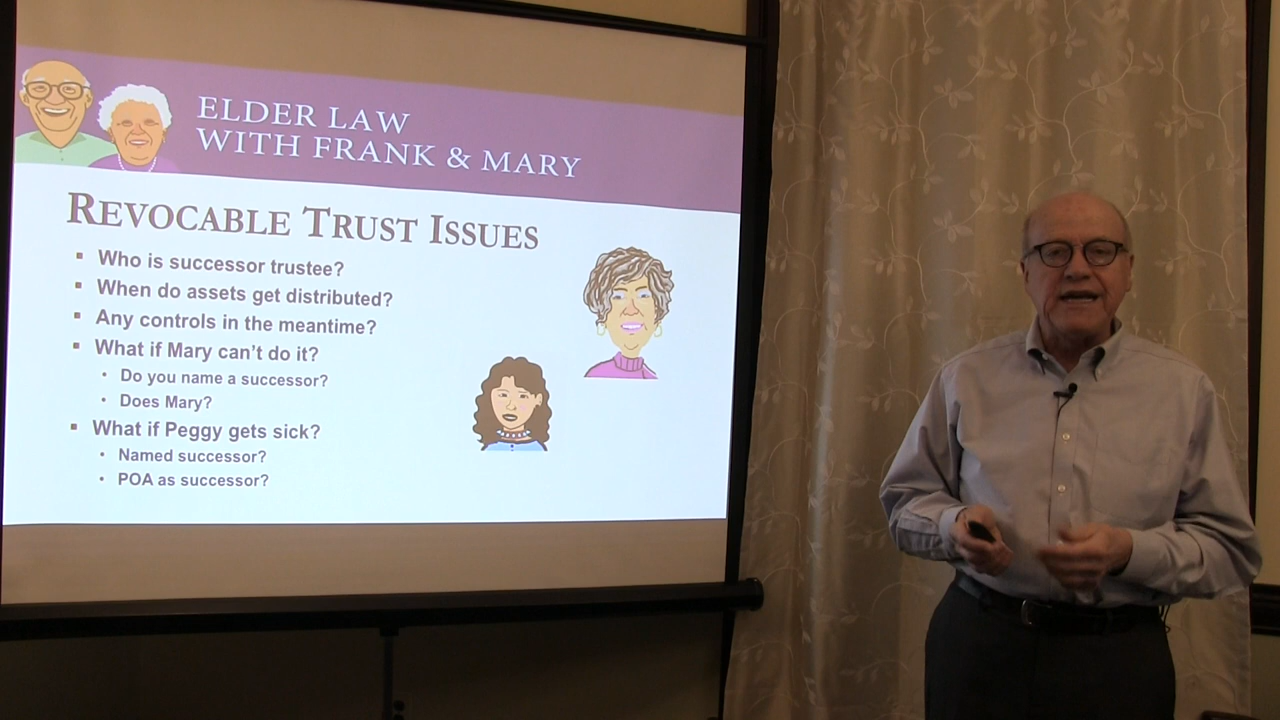 ELDER LAW
WITH FRANK & MARY
REVOCABLE TRUST ISSUES
▪ Who is successor trustee?
▪ When do assets get distributed?
▪ Any controls in the meantime?
▪ What if Mary can't do it?
• Do you name a successor?
• Does Mary?
▪ What if Peggy gets sick?
• Named successor?
• POA as successor?